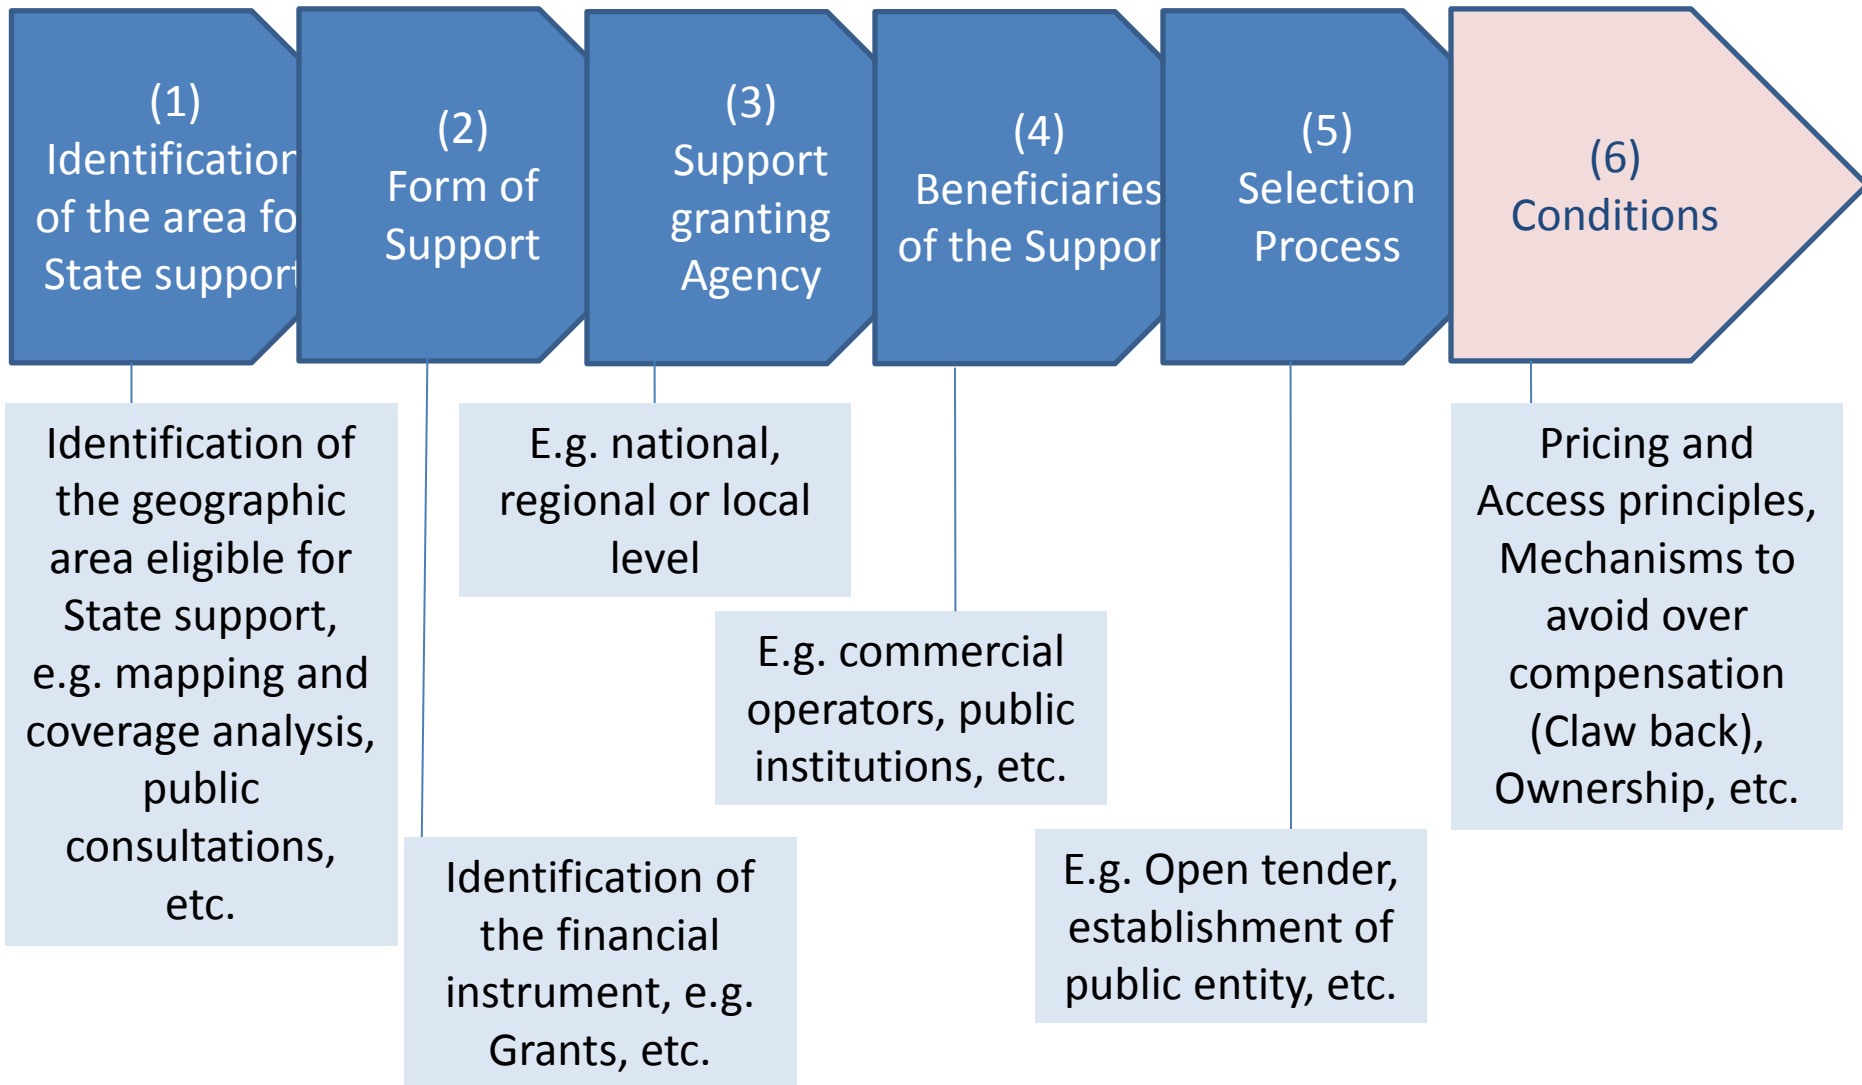 (1)
Identification
of the area for
State support
(2)
Form of
Support
(3)
Support
granting
Agency
(4)
Beneficiaries
of the Support
(5)
Selection
Process
(6)
Conditions
Identification of
the geographic
area eligible for
State support,
e.g. mapping and
coverage analysis,
public
consultations,
etc.
Identification of
the financial
instrument, e.g.
Grants, etc.
E.g. national,
regional or local
level
E.g. commercial
operators, public
institutions, etc.
E.g. Open tender,
establishment of
public entity, etc.
Pricing and
Access principles,
Mechanisms to
avoid over
compensation
(Claw back),
Ownership, etc.